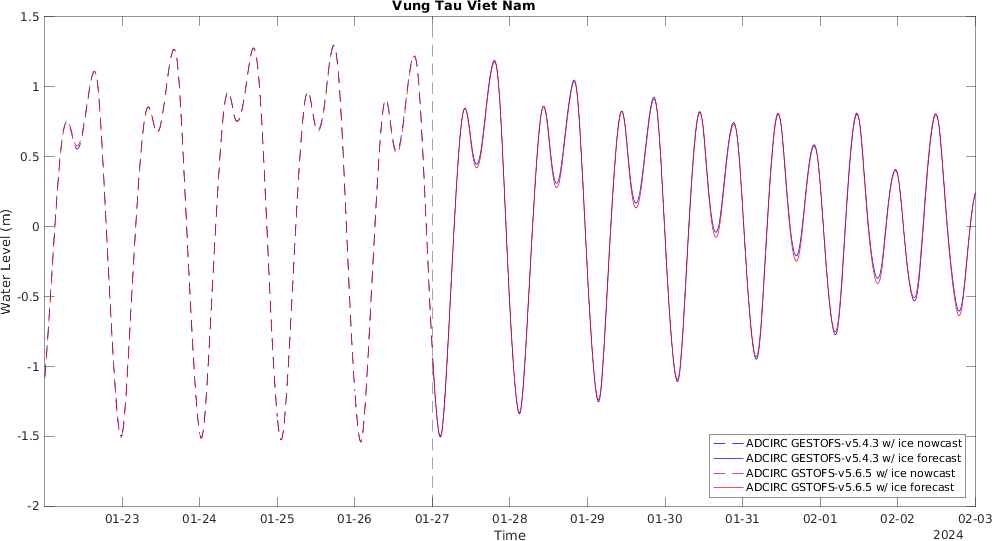 Vung Tau Viet Nam
1.5
1
0.5
0
-0.5
-1
-1.5
-2
Water Level (m)
ADCIRC GESTOFS-v5.4.3 w/ ice nowcast
ADCIRC GESTOFS-v5.4.3 w/ ice forecast
ADCIRC GSTOFS-v5.6.5 w/ ice nowcast
ADCIRC GSTOFS-v5.6.5 w/ ice forecast
01-23 01-24 01-25 01-26 01-27 01-28 01-29 01-30 01-31 02-01 02-02 02-03
Time
2024